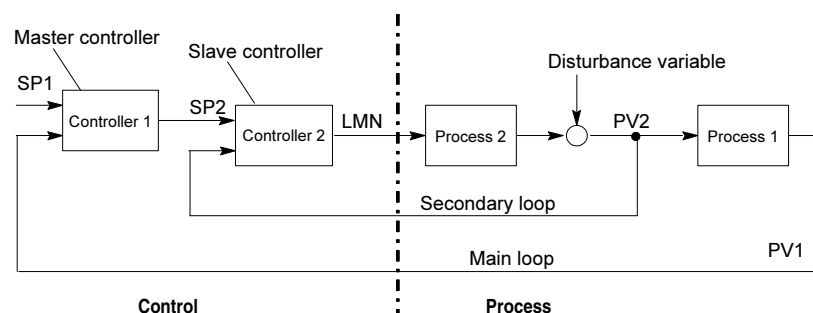 Master controller
Slave controller
Disturbance variable
SP1
Controller 1
SP2
Controller 2
LMN
Process 2
PV2
Process 1
Secondary loop
Main loop
PV1
Control
Process